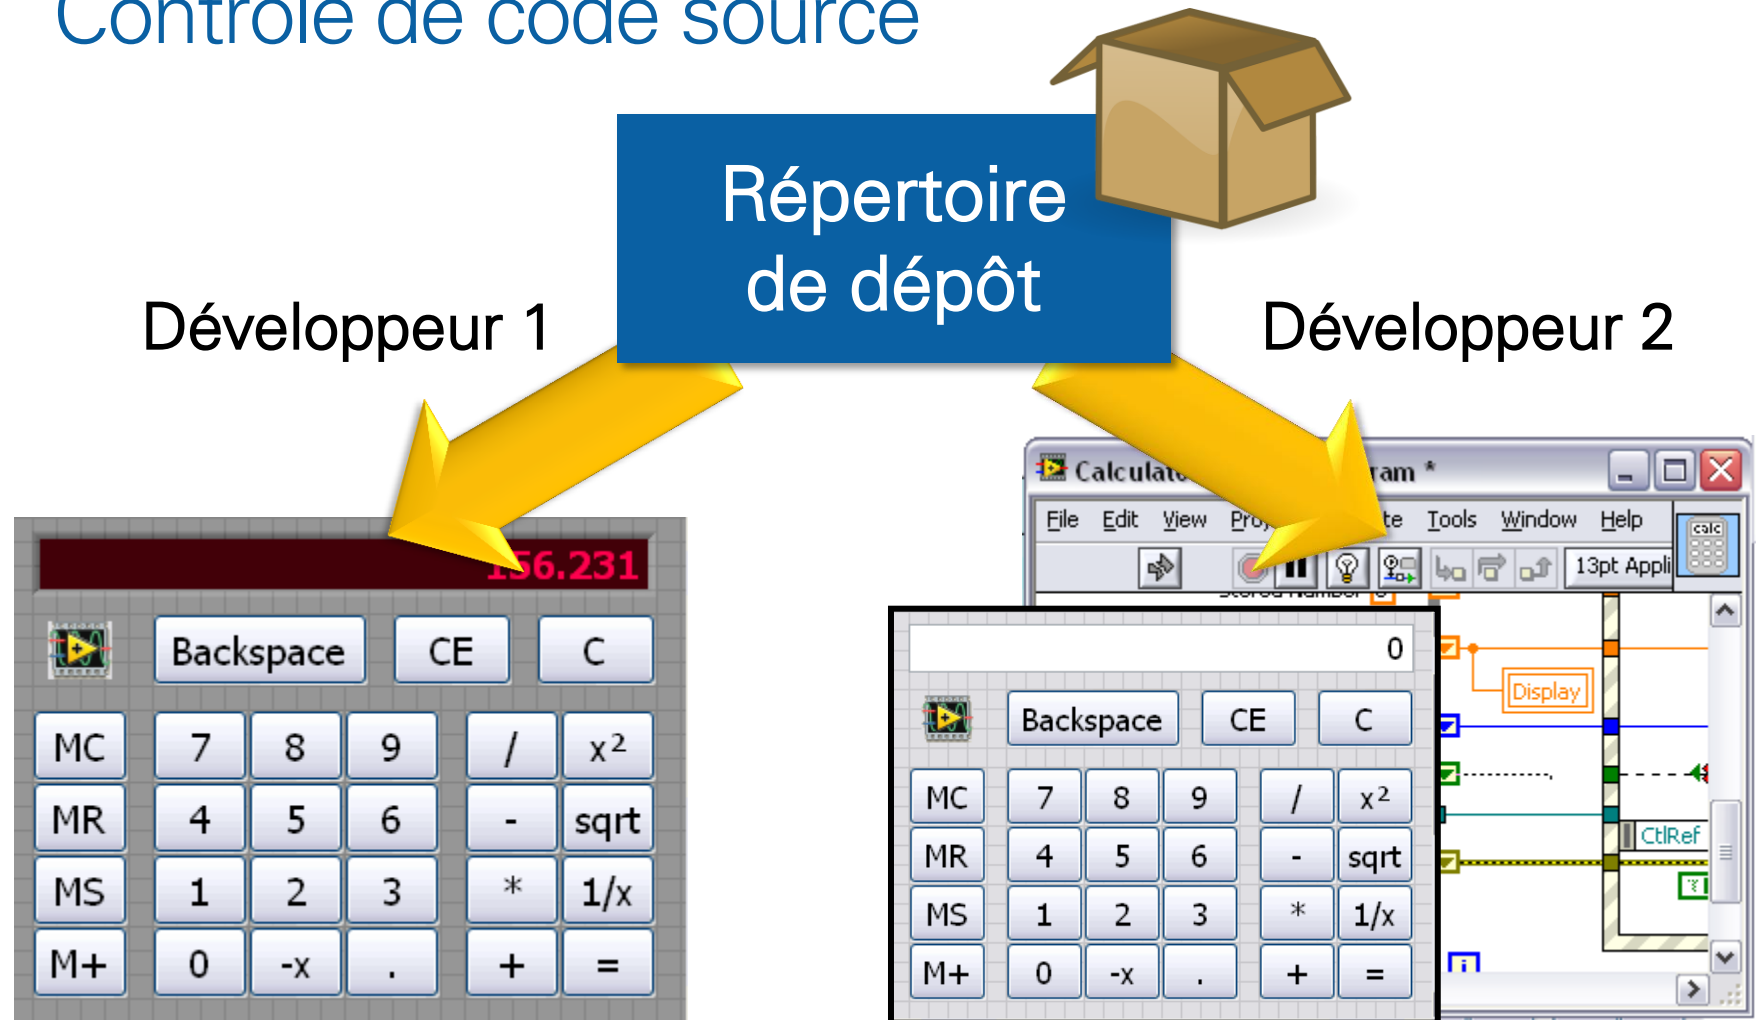 Contrôle de code source
Répertoire
de dépôt
Développeur 1
Développeur 2
156.231
Backspace CE C
MC 7 8 9 / x²
MR 4 5 6 - sqrt
MS 1 2 3 * 1/x
M+ 0 -x . + =
ram *
File Edit View Tools Window Help
calc
13pt Appli
0
Backspace CE C
MC 7 8 9 / x²
MR 4 5 6 - sqrt
MS 1 2 3 * 1/x
M+ 0 -x . + =
Display
CtlRef
i